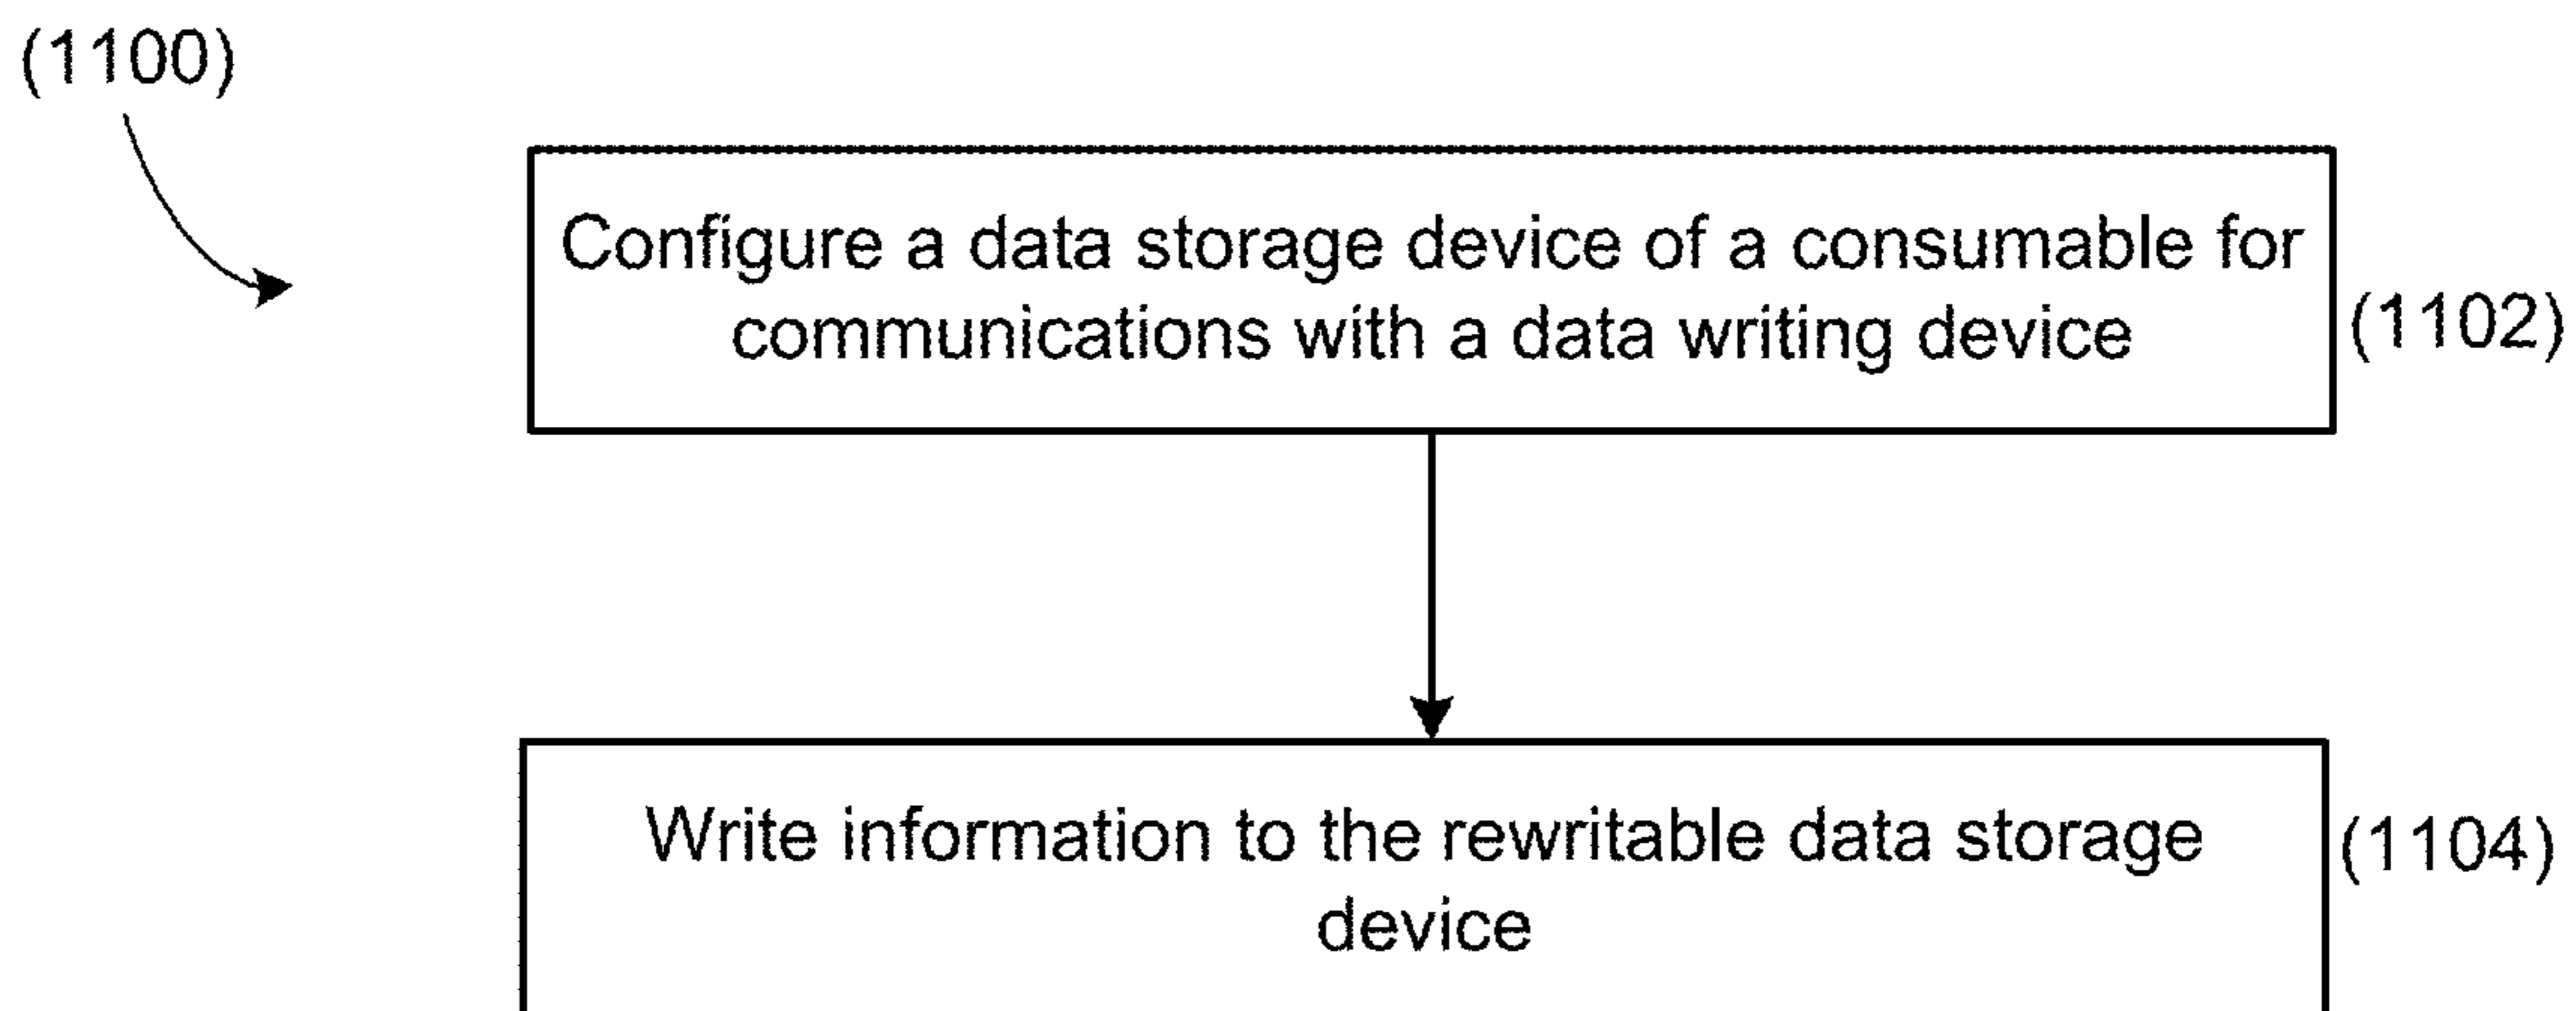 (1100)
Configure a data storage device of a consumable for
communications with a data writing device
(1102)
Write information to the rewritable data storage
device
(1104)